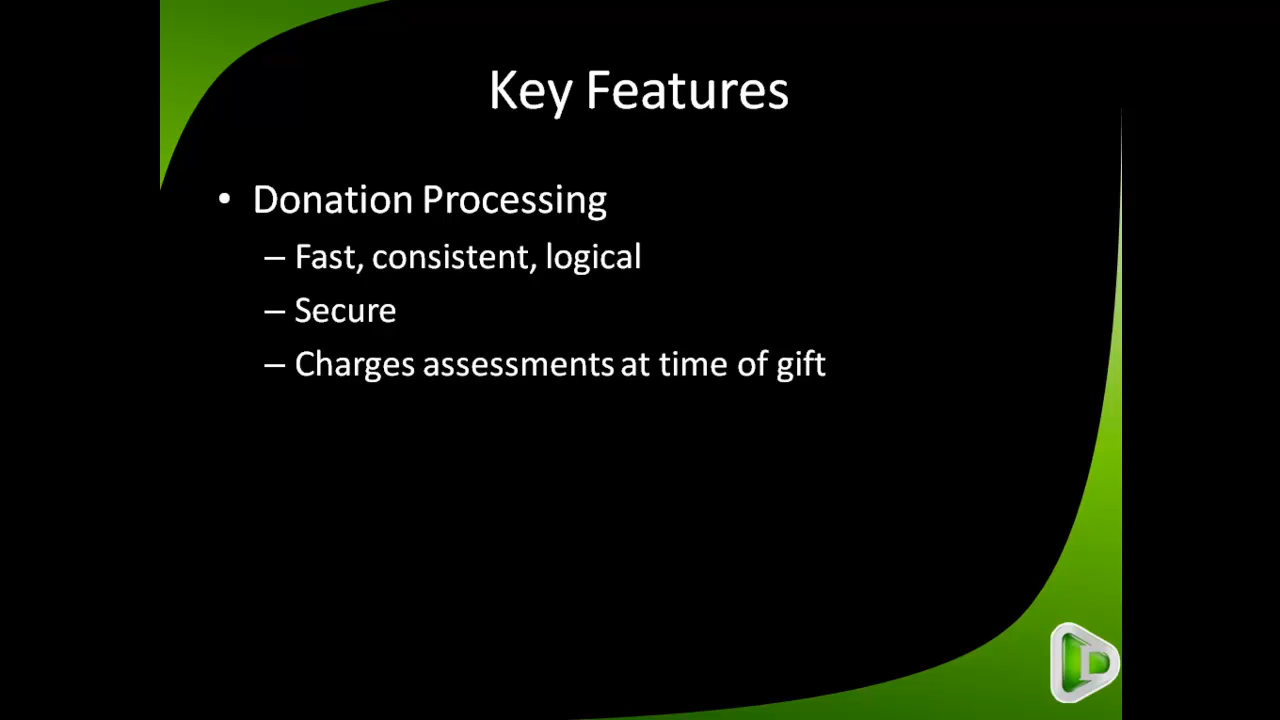 Key Features
• Donation Processing
– Fast, consistent, logical
– Secure
– Charges assessments at time of gift
D